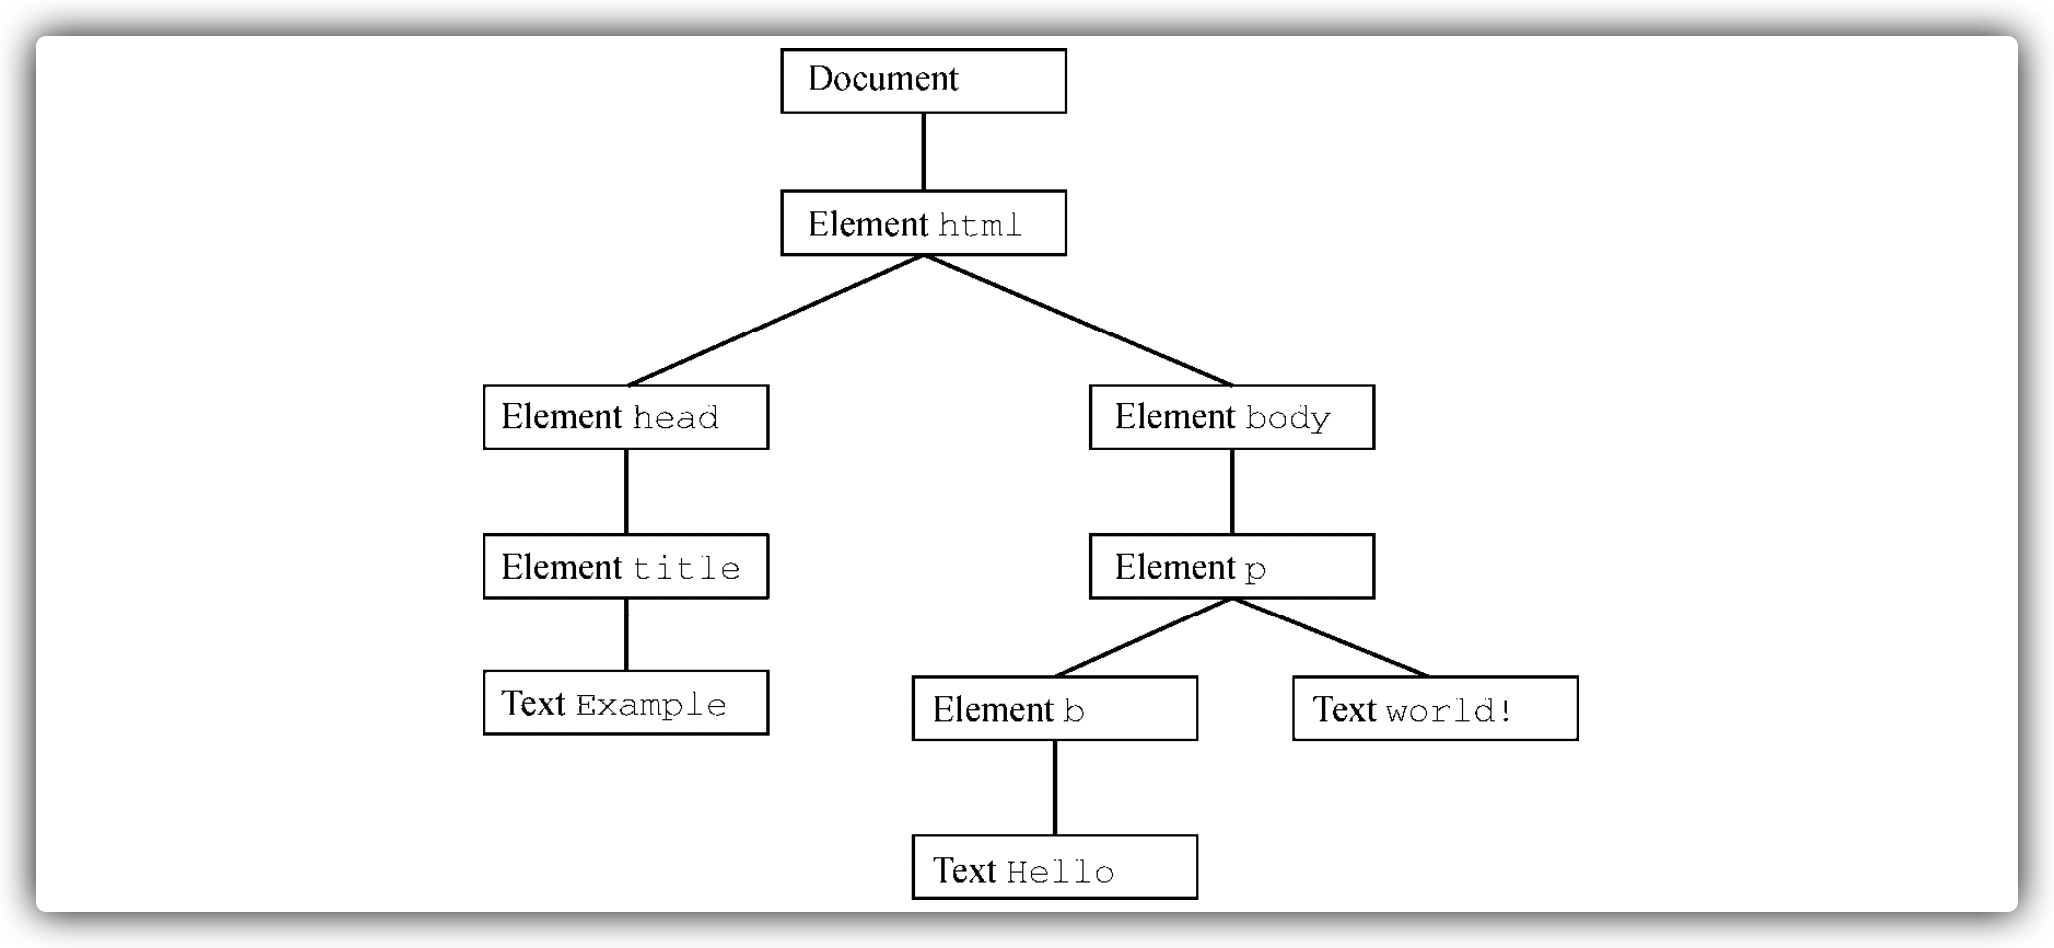 Document
Element html
Element head
Element body
Element title
Element p
Text Example
Element b
Text world!
Text Hello